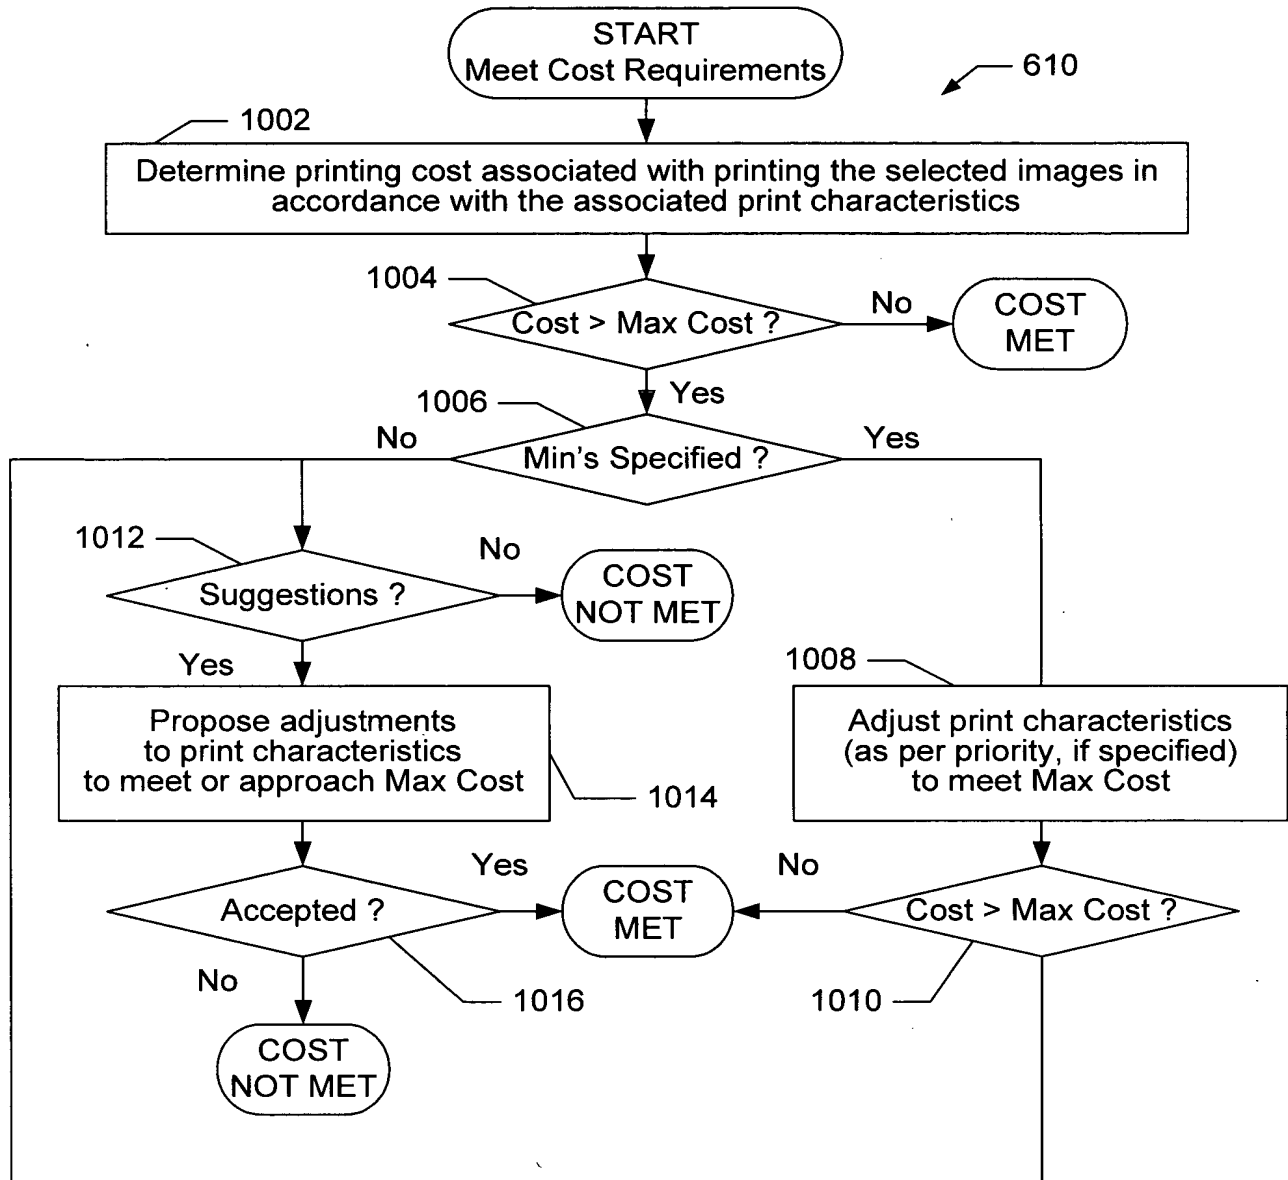 START
Meet Cost Requirements
610
1002
Determine printing cost associated with printing the selected images in
accordance with the associated print characteristics
1004
Cost > Max Cost ?
No
COST
MET
Yes
1006
No
Min's Specified ?
Yes
1012
Suggestions ?
No
COST
NOT MET
Yes
1008
Propose adjustments
to print characteristics
to meet or approach Max Cost
1014
Adjust print characteristics
(as per priority, if specified)
to meet Max Cost
Accepted ?
Yes
COST
MET
No
Cost > Max Cost ?
No
1016
1010
COST
NOT MET